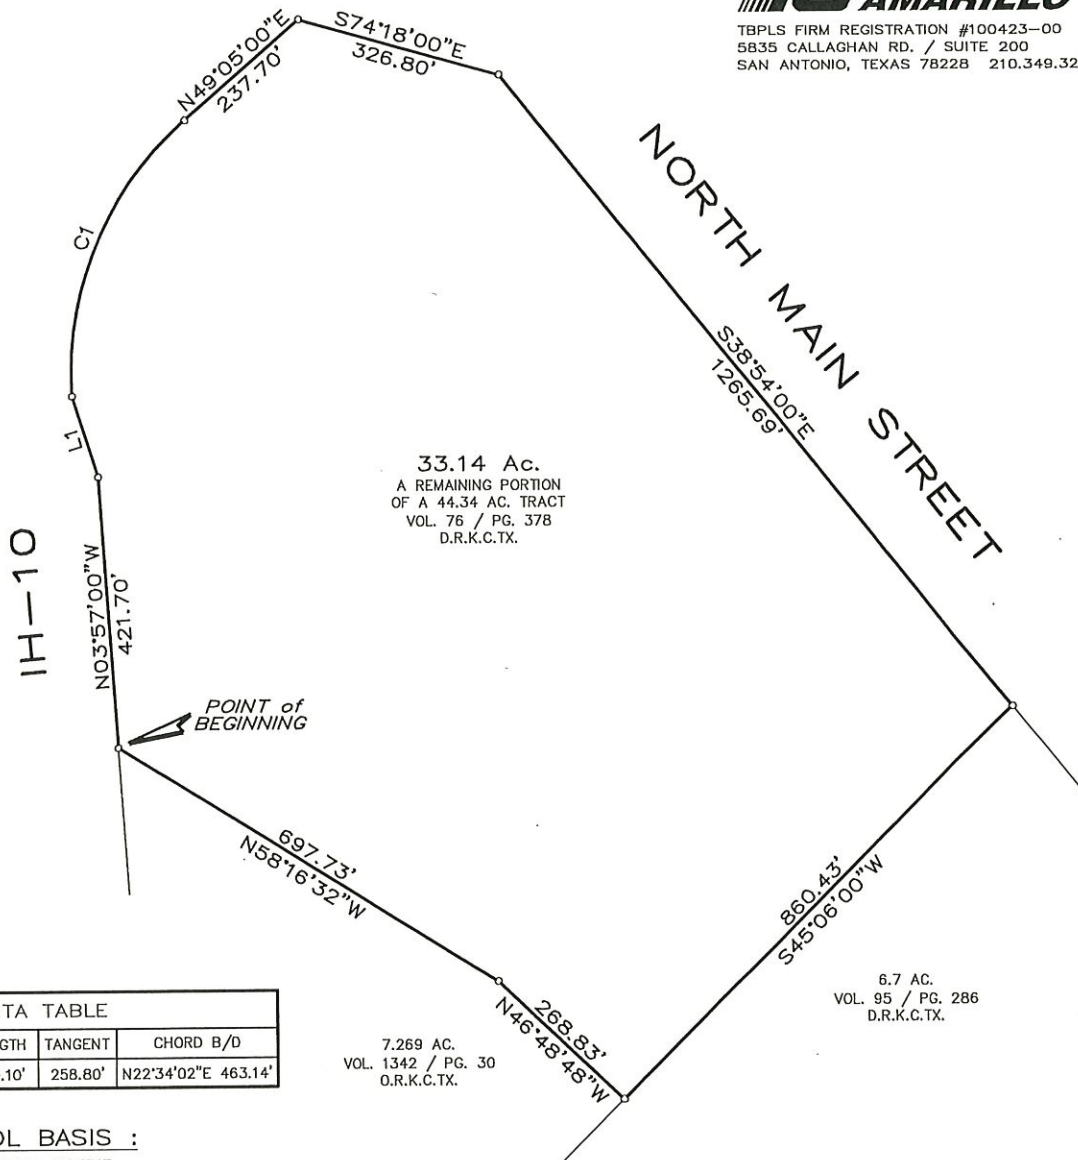 AMARILLO
TBPLS FIRM REGISTRATION #100423-00
5835 CALLAGHAN RD. / SUITE 200
SAN ANTONIO, TEXAS 78228 210.349.32
S74°18'00"E
326.80'
N49°05'00"E
237.70'
C1
NORTH MAIN STREET
S38°54'00"E
1265.69'
L1
33.14 Ac.
A REMAINING PORTION
OF A 44.34 AC. TRACT
VOL. 76 / PG. 378
D.R.K.C.TX.
IH-10
N03°57'00"W
421.70'
POINT of
BEGINNING
697.73'
N58°16'32"W
860.43'
S45°06'00"W
268.83'
N46°48'48"W
6.7 AC.
VOL. 95 / PG. 286
D.R.K.C.TX.
7.269 AC.
VOL. 1342 / PG. 30
O.R.K.C.TX.
TA TABLE
GTH TANGENT CHORD B/D
.10' 258.80' N22°34'02"E 463.14'
OL BASIS :